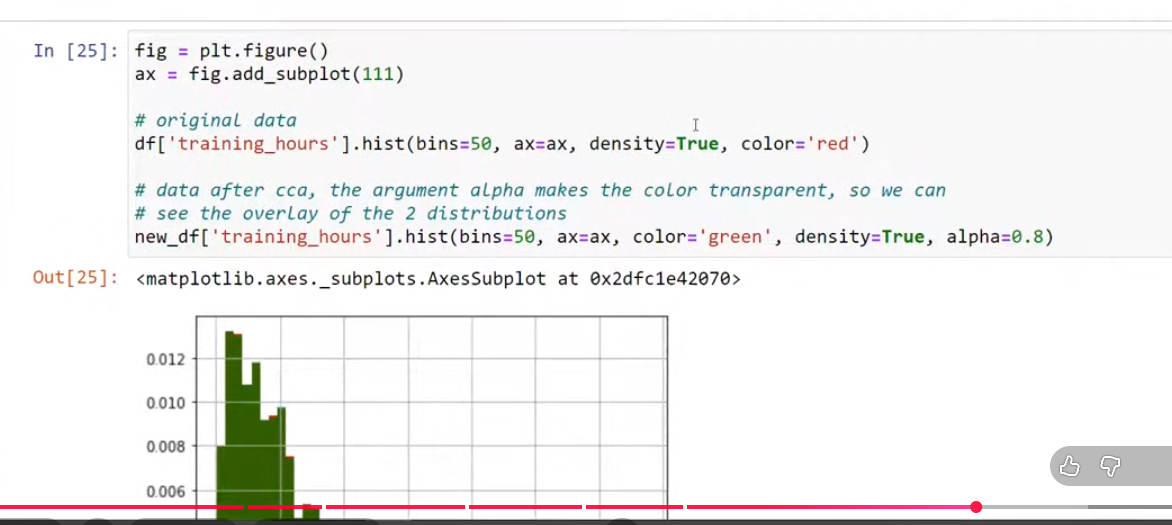 In [25]: fig = plt.figure()
ax = fig.add_subplot(111)
# original data
df['training_hours'].hist(bins=50, ax=ax, density=True, color='red')
# data after cca, the argument alpha makes the color transparent, so we can
# see the overlay of the 2 distributions
new_df['training_hours'].hist(bins=50, ax=ax, color='green', density=True, alpha=0.8)
Out[25]: <matplotlib.axes._subplots.AxesSubplot at 0x2dfc1e42070>
0.012
0.010
0.008
0.006